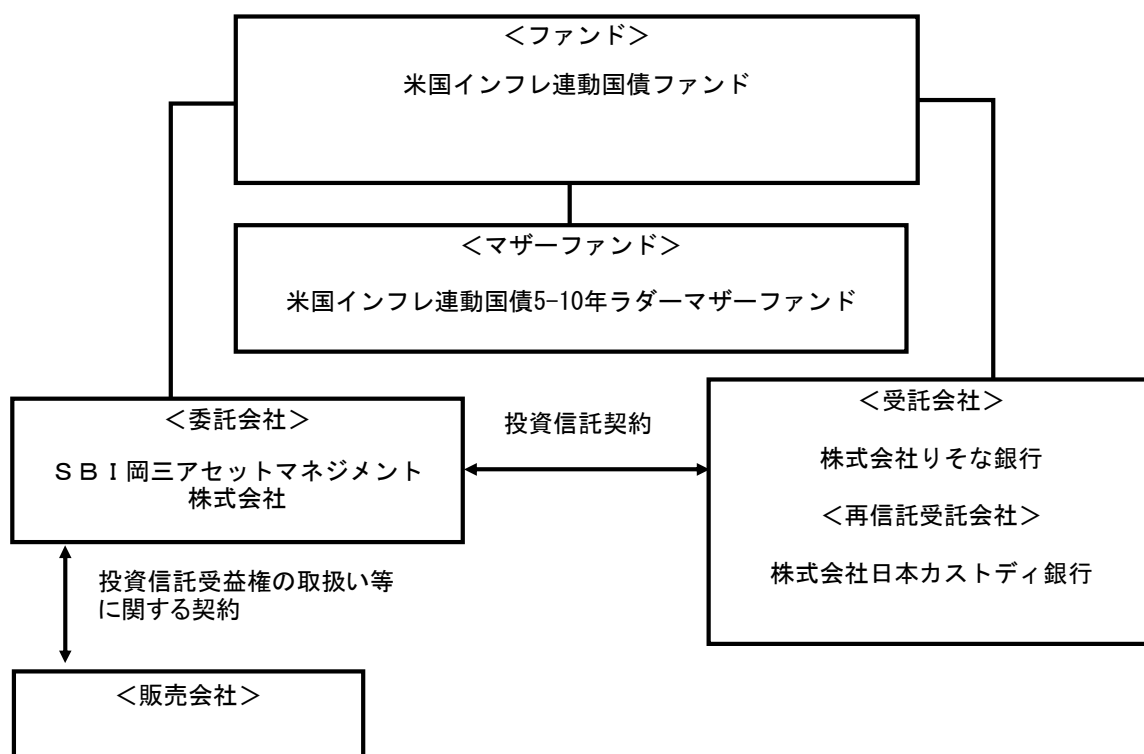 ＜ファンド＞
米国インフレ連動国債ファンド
＜マザーファンド＞
米国インフレ連動国債5-10年ラダーマザーファンド
＜委託会社＞
ＳＢＩ岡三アセットマネジメント
株式会社
投資信託契約
＜受託会社＞
株式会社りそな銀行
＜再信託受託会社＞
株式会社日本カストディ銀行
投資信託受益権の取扱い等
に関する契約
＜販売会社＞